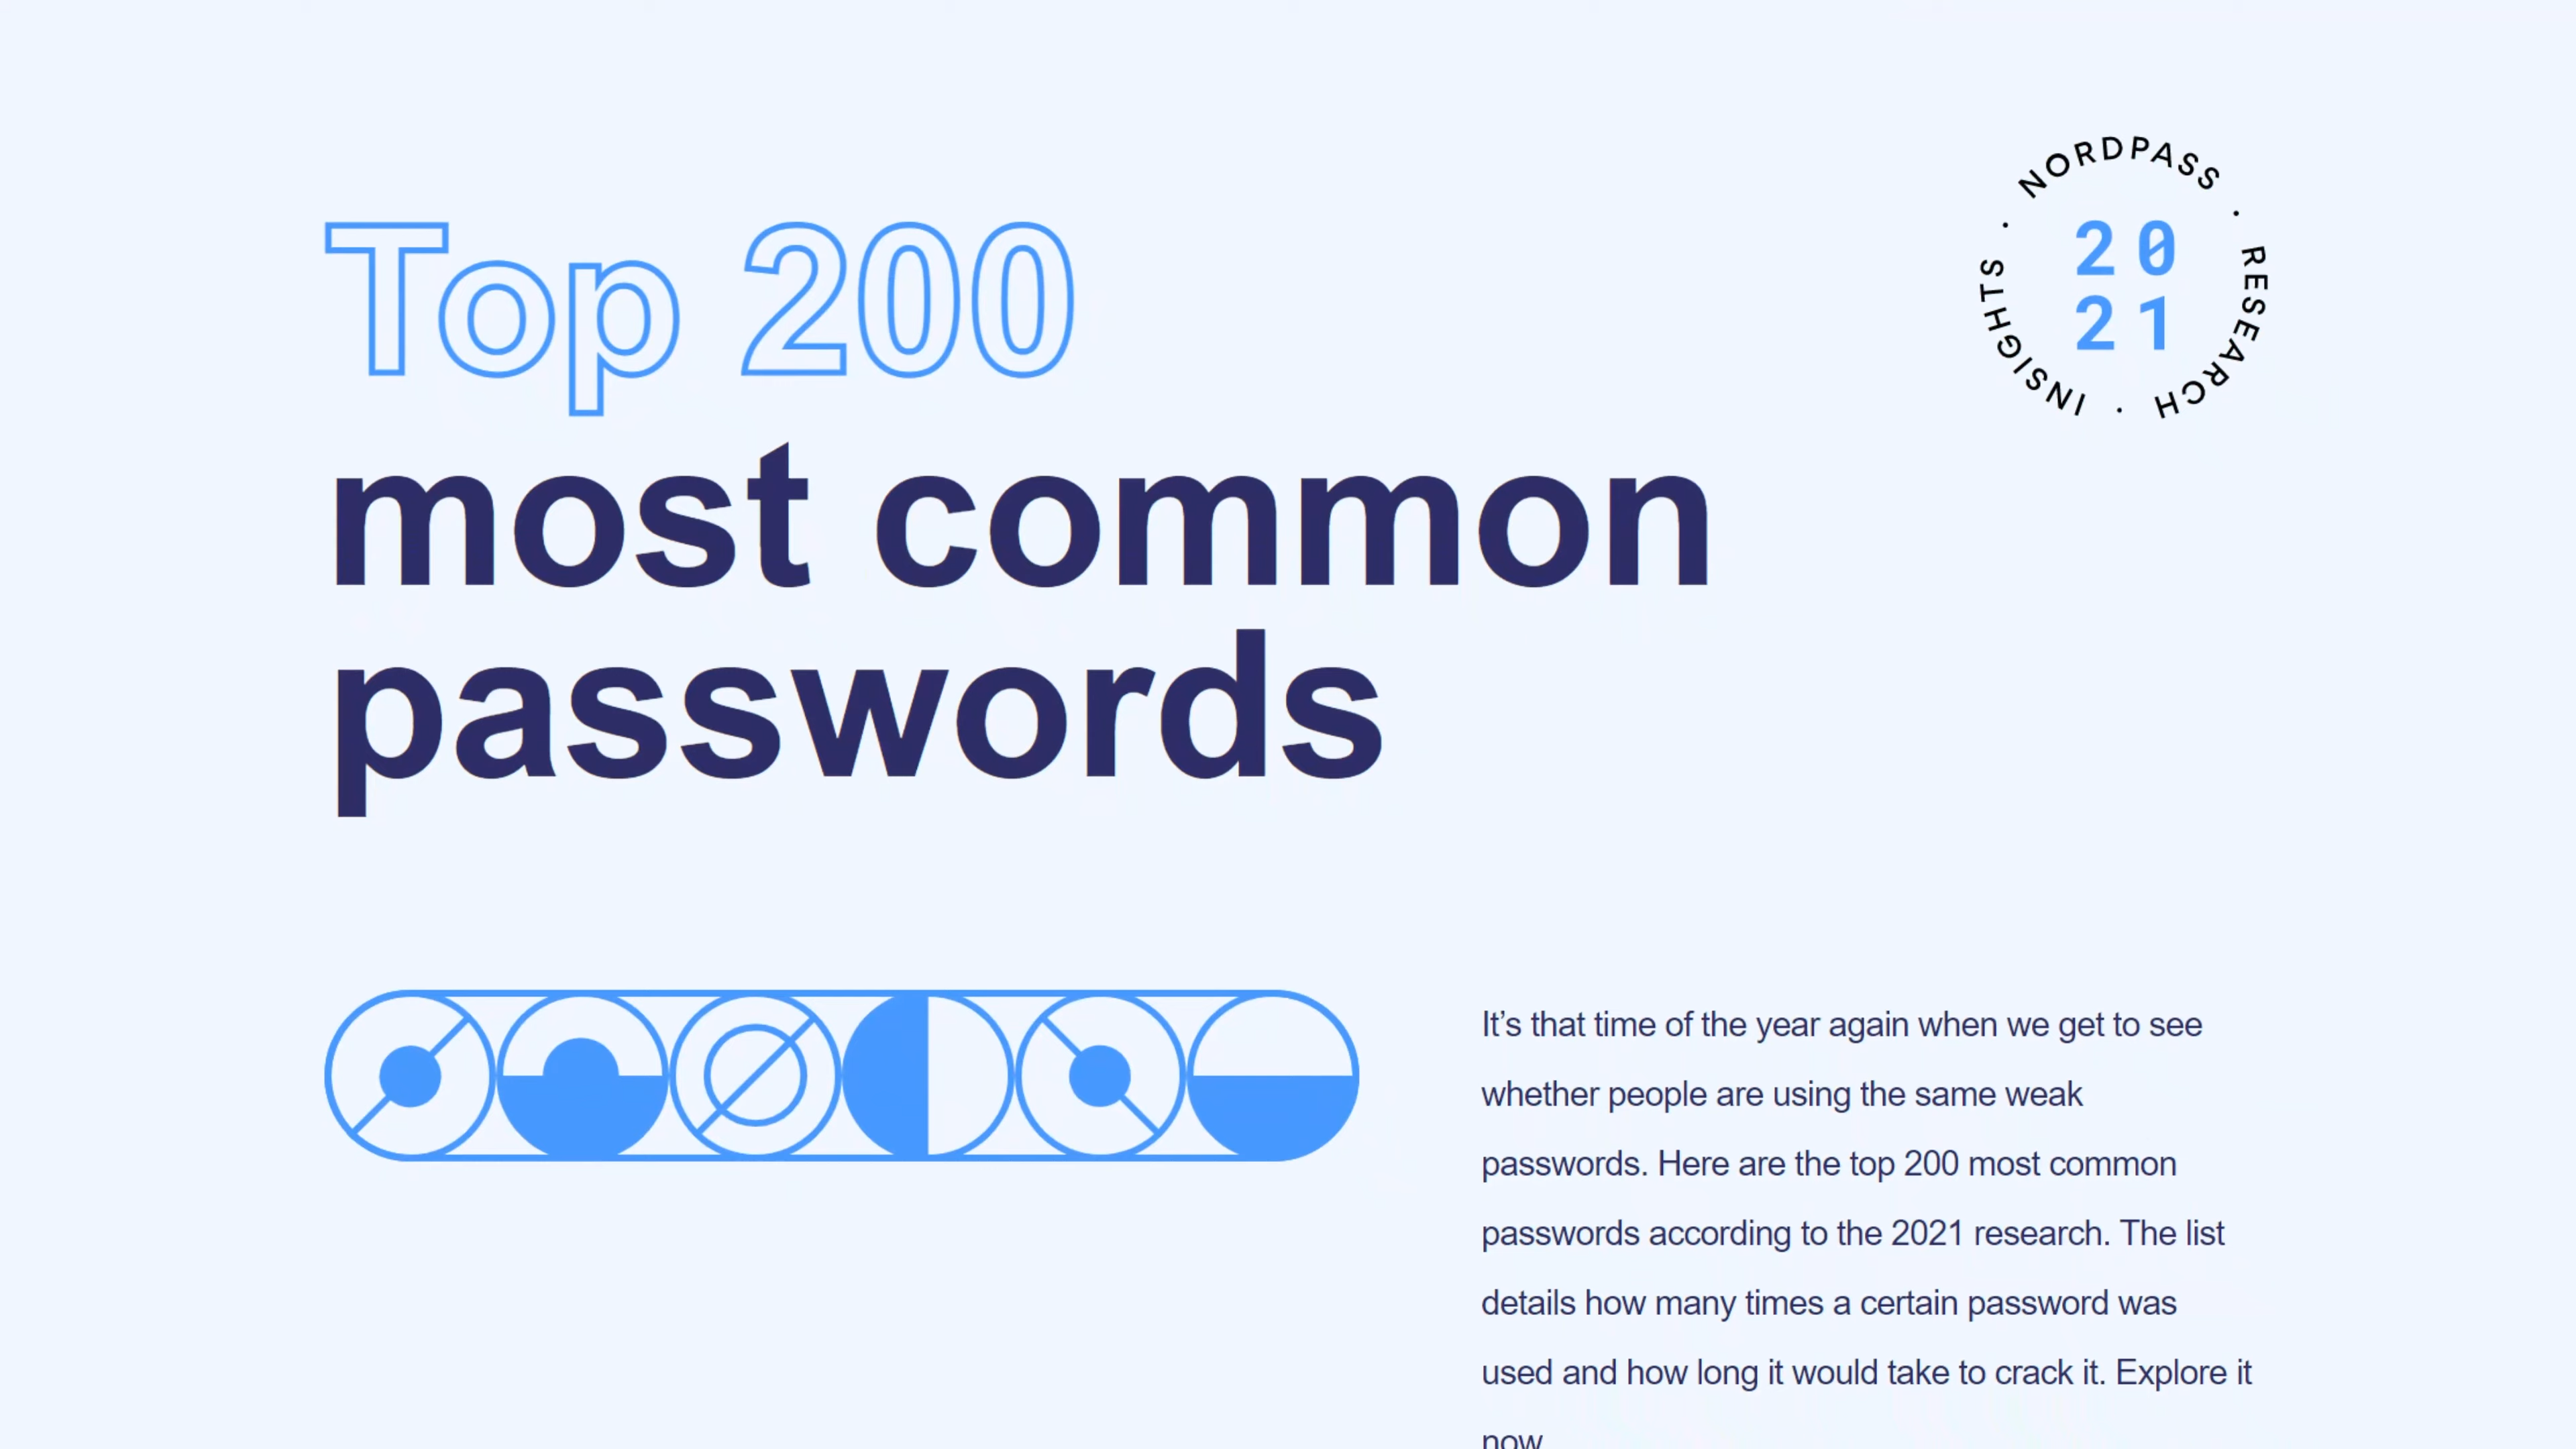 NORDPASS · RESEARCH · INSIGHTS ·
20
21
Top 200
most common
passwords
It’s that time of the year again when we get to see
whether people are using the same weak
passwords. Here are the top 200 most common
passwords according to the 2021 research. The list
details how many times a certain password was
used and how long it would take to crack it. Explore it
now